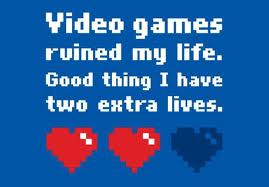 Video games
ruined my life.
Good thing I have
two extra lives.